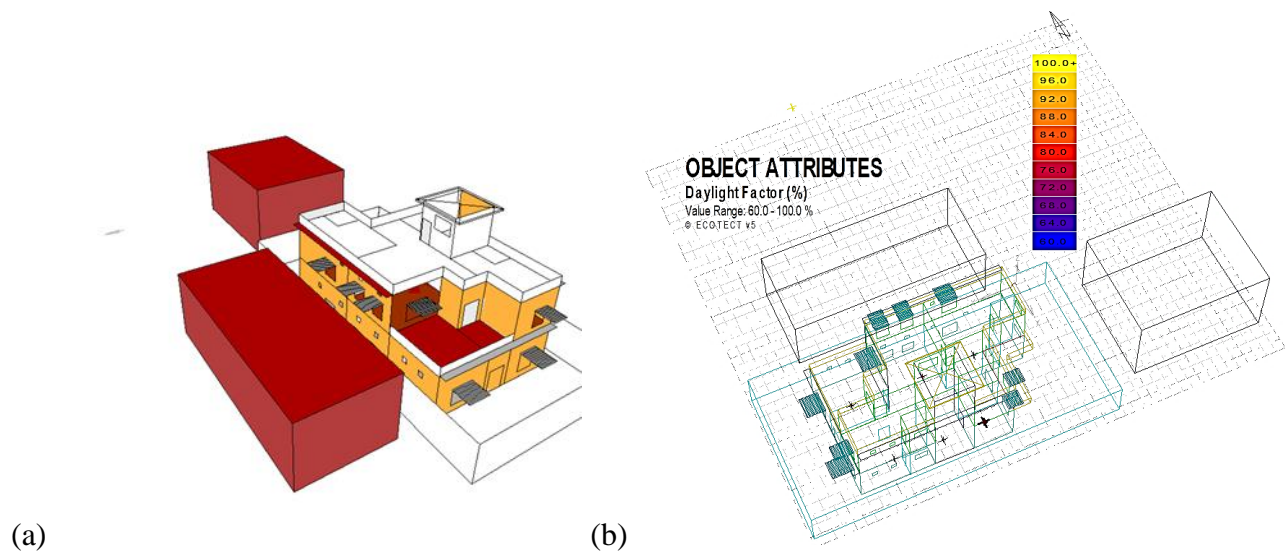 100.0+
96.0
92.0
88.0
84.0
80.0
76.0
72.0
68.0
64.0
60.0
OBJECT ATTRIBUTES
Daylight Factor (%)
Value Range: 60.0 - 100.0 %
© ECOTECT v5
(a)
(b)